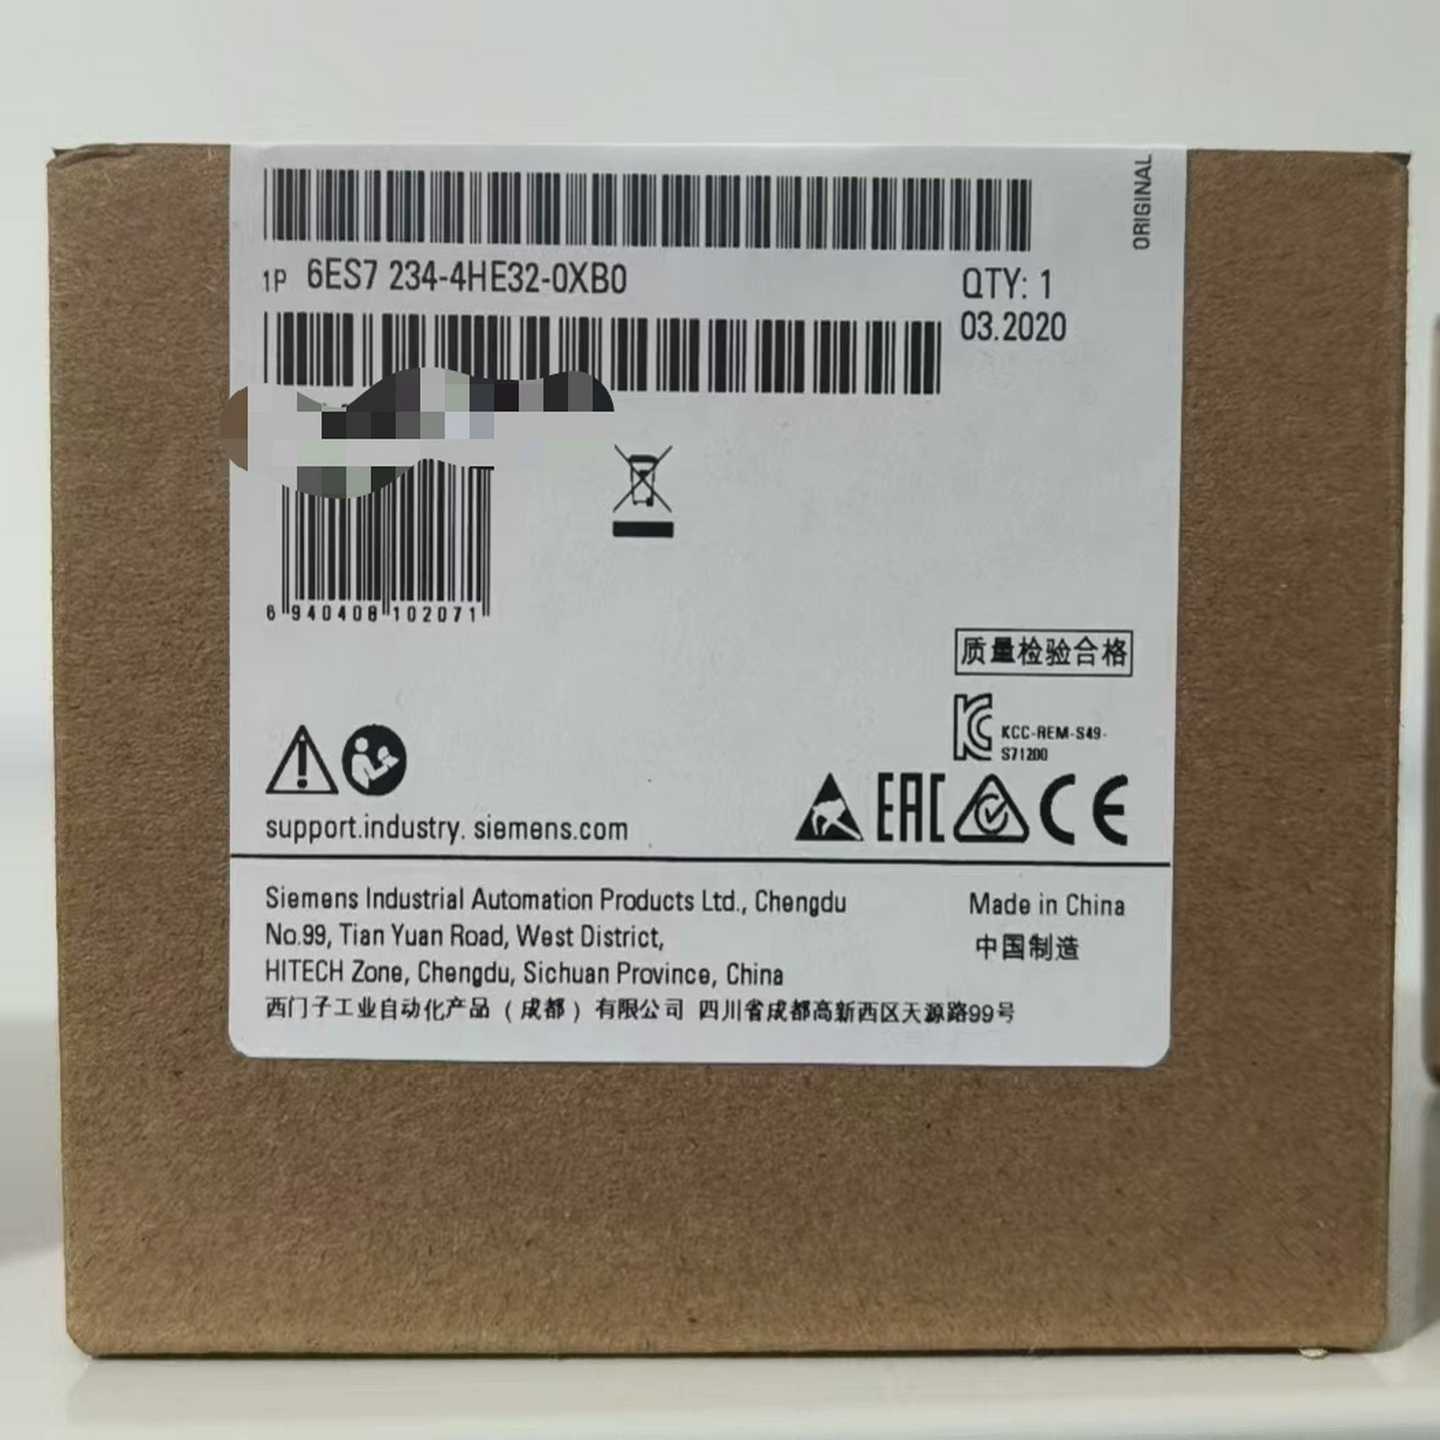 ORIGINAL
1P 6ES7 234-4HE32-0XB0
QTY: 1
03.2020
6 940408 102071
质量检验合格
KCC-REM-S49-
S71200
EAC
CE
support.industry. siemens.com
Siemens Industrial Automation Products Ltd., Chengdu
No.99, Tian Yuan Road, West District,
HITECH Zone, Chengdu, Sichuan Province, China
西门子工业自动化产品（成都）有限公司 四川省成都高新西区天源路99号
Made in China
中国制造